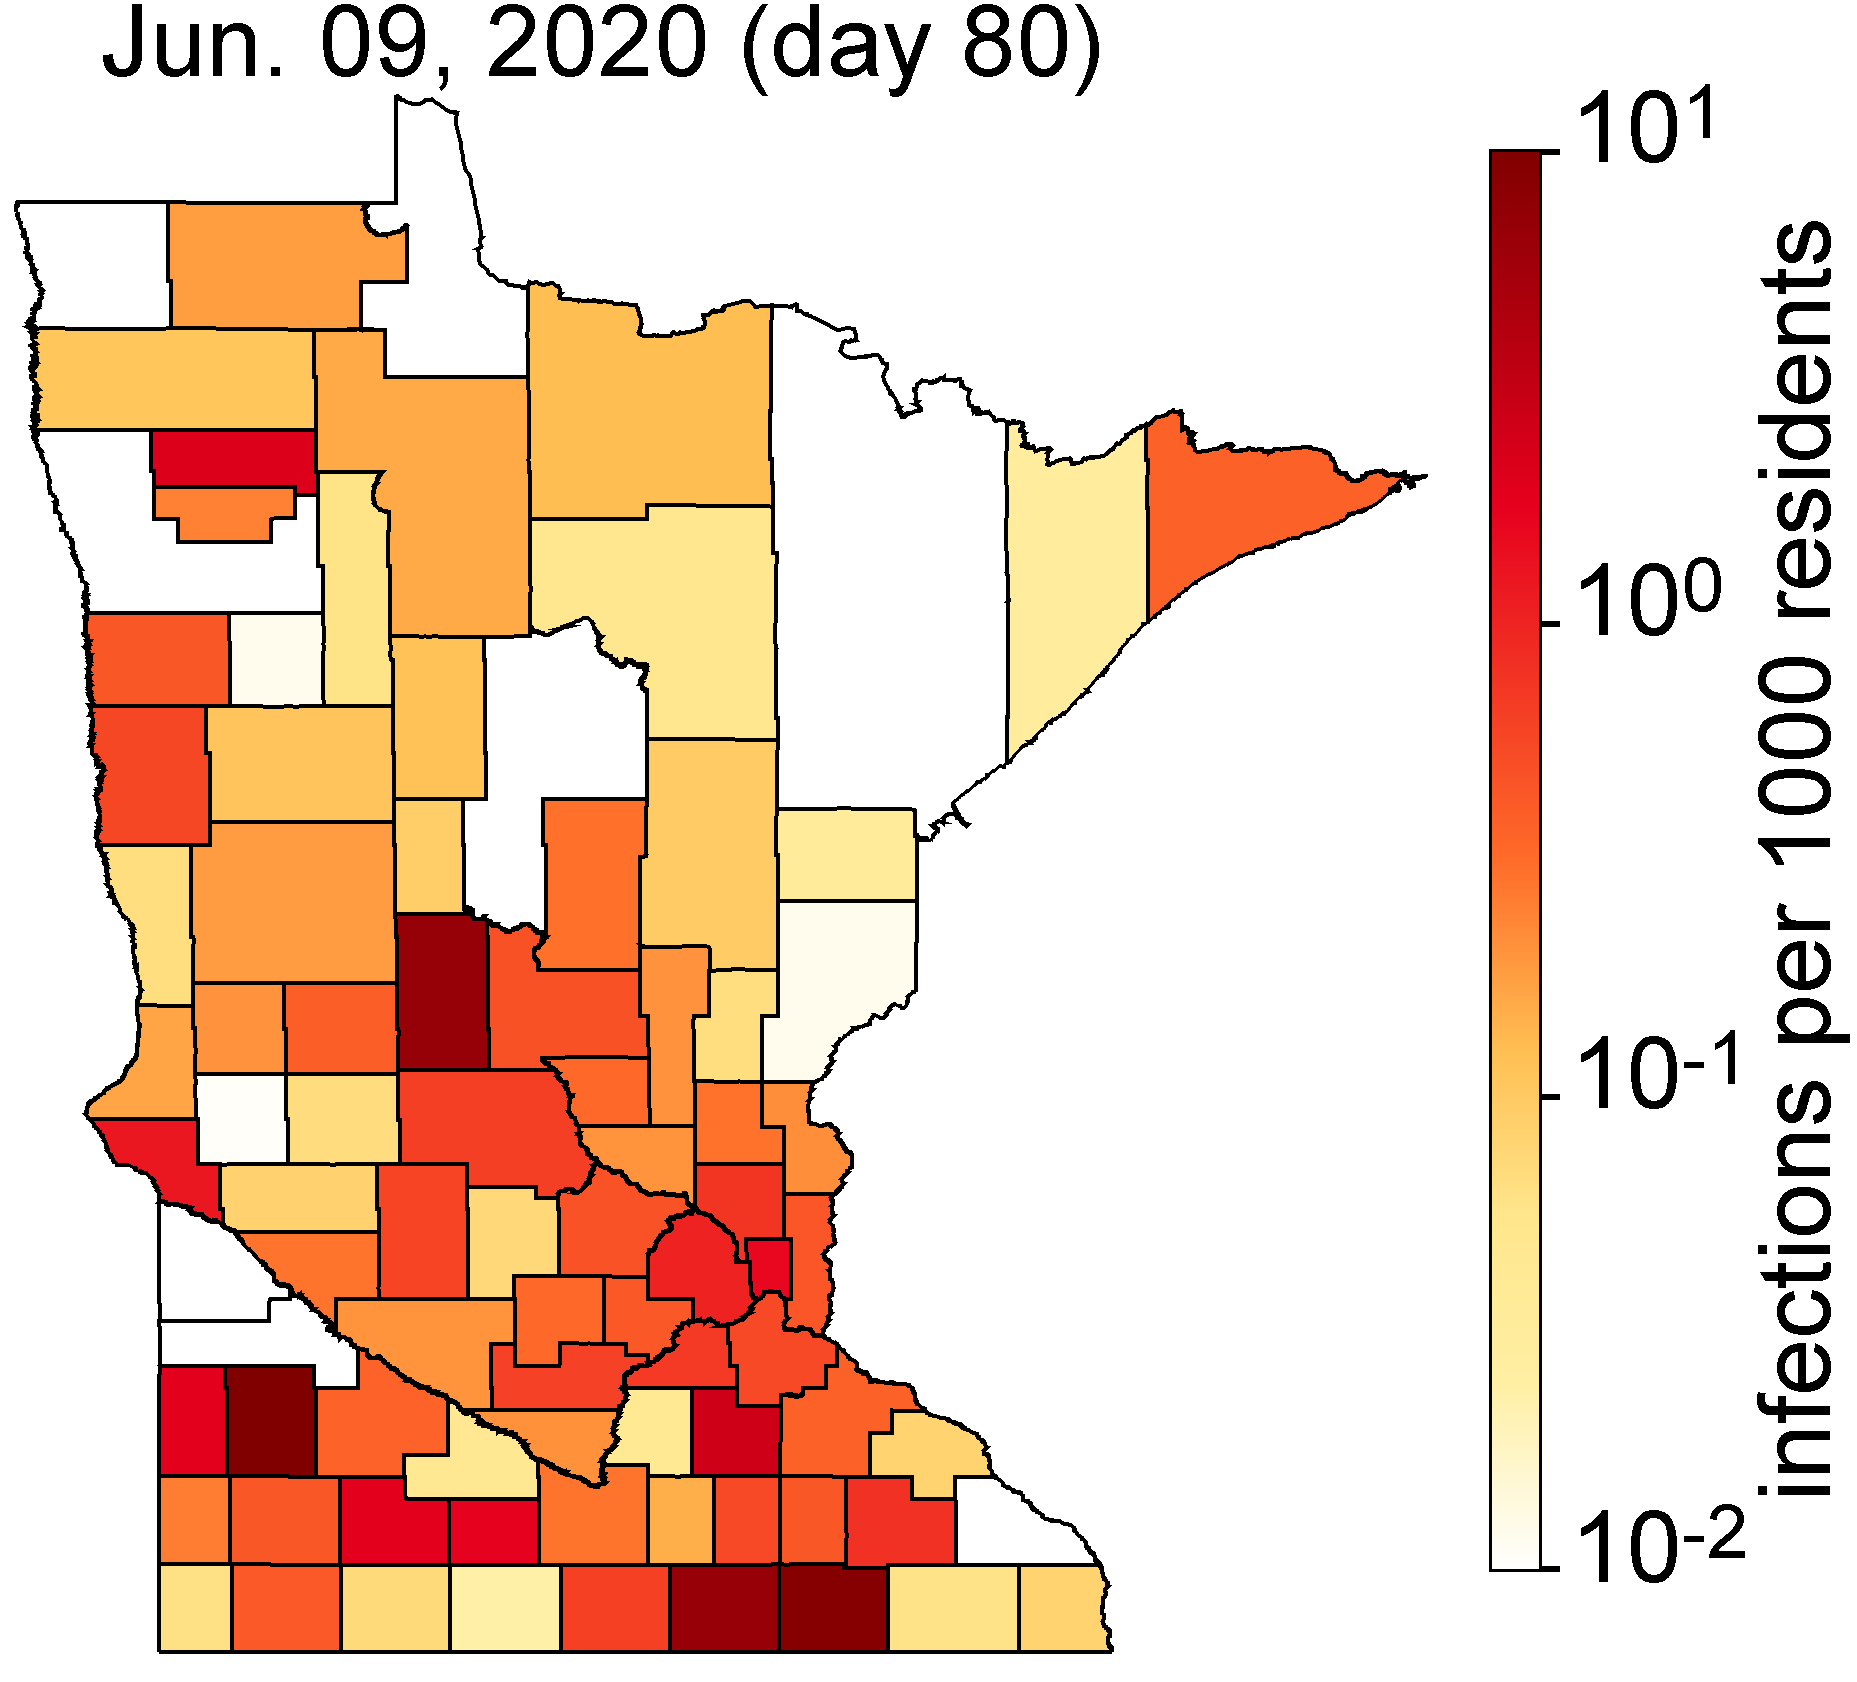 Jun. 09, 2020 (day 80)
10¹
10⁰
10⁻¹
10⁻²
infections per 1000 residents